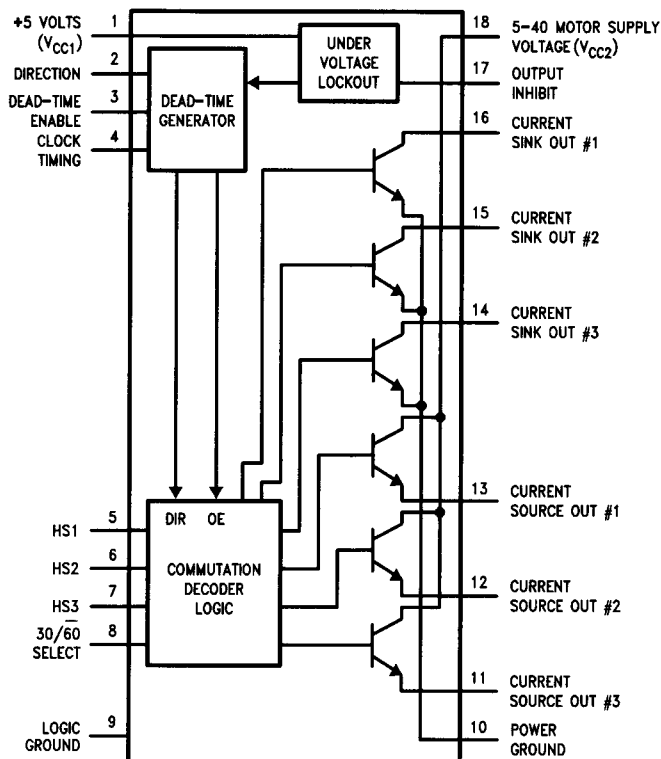 +5 VOLTS
(VCC1)
1
DIRECTION
2
DEAD-TIME
ENABLE
3
CLOCK
TIMING
4
UNDER
VOLTAGE
LOCKOUT
DEAD-TIME
GENERATOR
18
5-40 MOTOR SUPPLY
VOLTAGE (VCC2)
17
OUTPUT
INHIBIT
16
CURRENT
SINK OUT #1
15
CURRENT
SINK OUT #2
14
CURRENT
SINK OUT #3
13
CURRENT
SOURCE OUT #1
12
CURRENT
SOURCE OUT #2
11
CURRENT
SOURCE OUT #3
10
POWER
GROUND
DIR OE
COMMUTATION
DECODER
LOGIC
HS1
5
HS2
6
HS3
7
30/6̅0̅
SELECT
8
LOGIC
GROUND
9